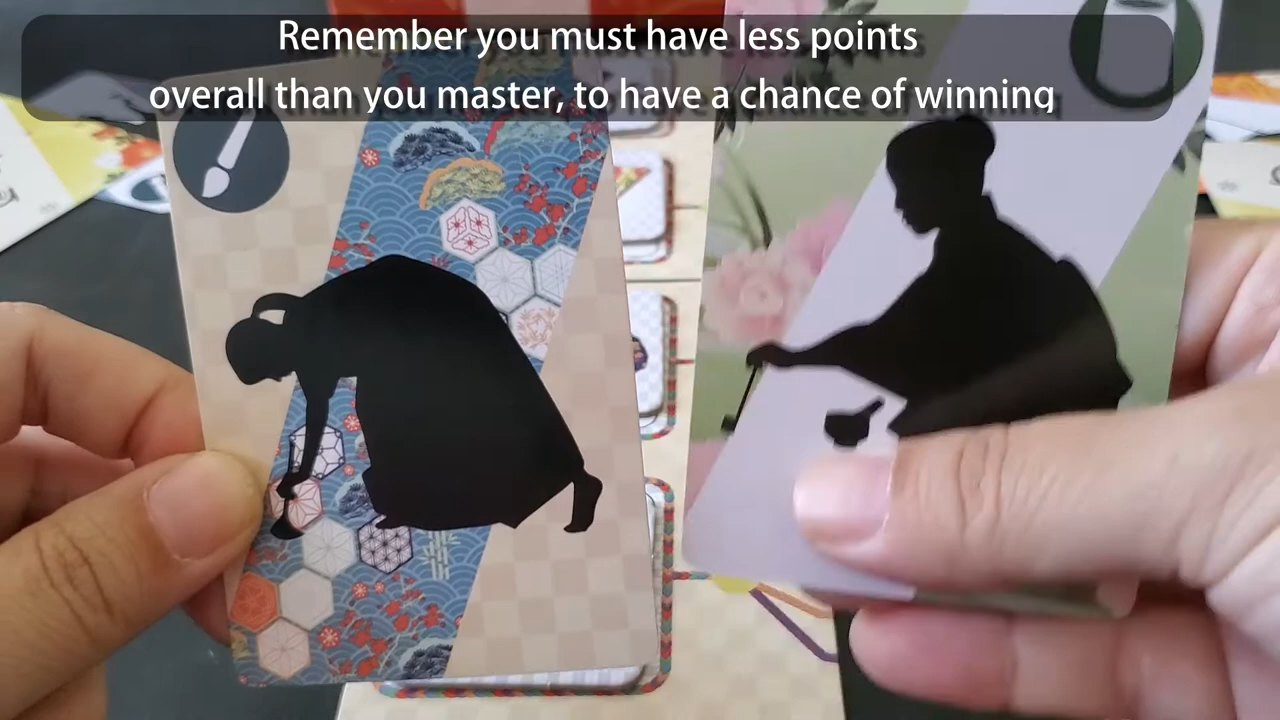 Remember you must have less points
overall than you master, to have a chance of winning